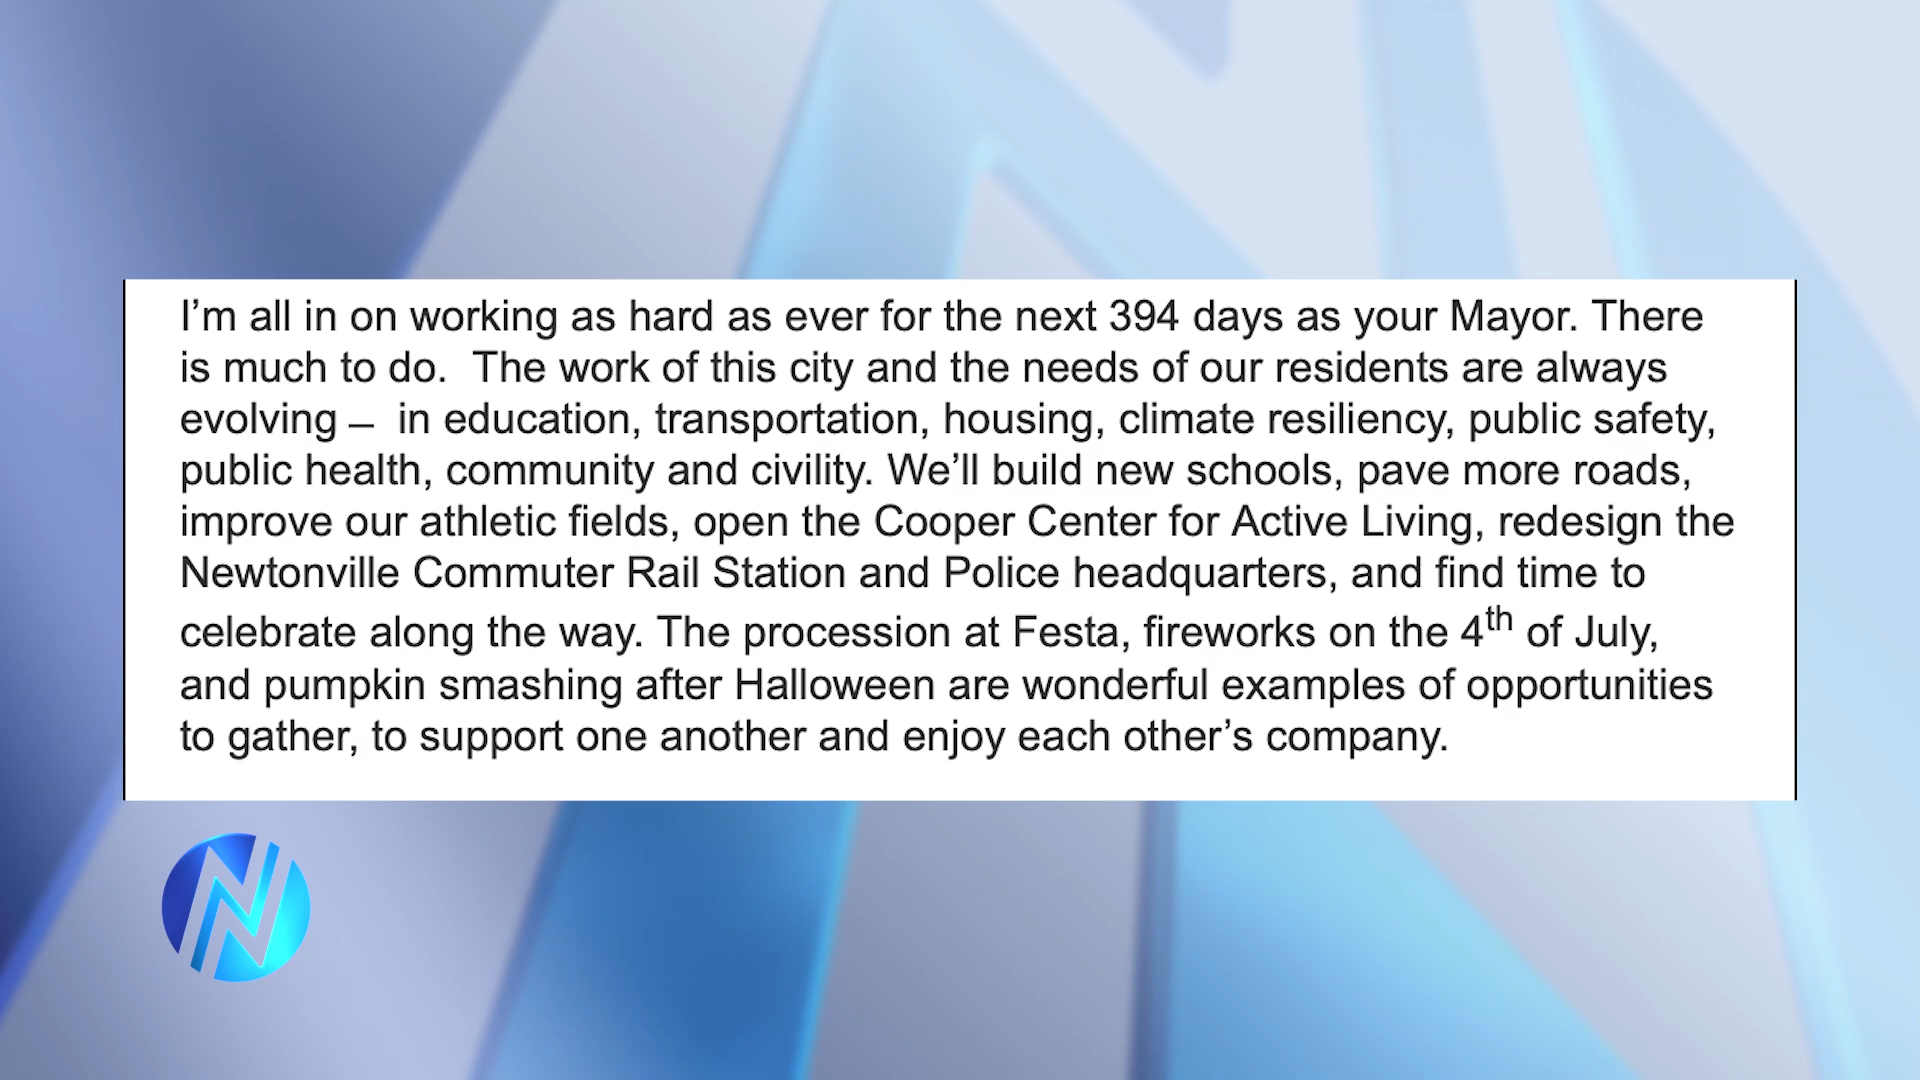 I’m all in on working as hard as ever for the next 394 days as your Mayor. There
is much to do.  The work of this city and the needs of our residents are always
evolving –  in education, transportation, housing, climate resiliency, public safety,
public health, community and civility. We’ll build new schools, pave more roads,
improve our athletic fields, open the Cooper Center for Active Living, redesign the
Newtonville Commuter Rail Station and Police headquarters, and find time to
celebrate along the way. The procession at Festa, fireworks on the 4th of July,
and pumpkin smashing after Halloween are wonderful examples of opportunities
to gather, to support one another and enjoy each other’s company.